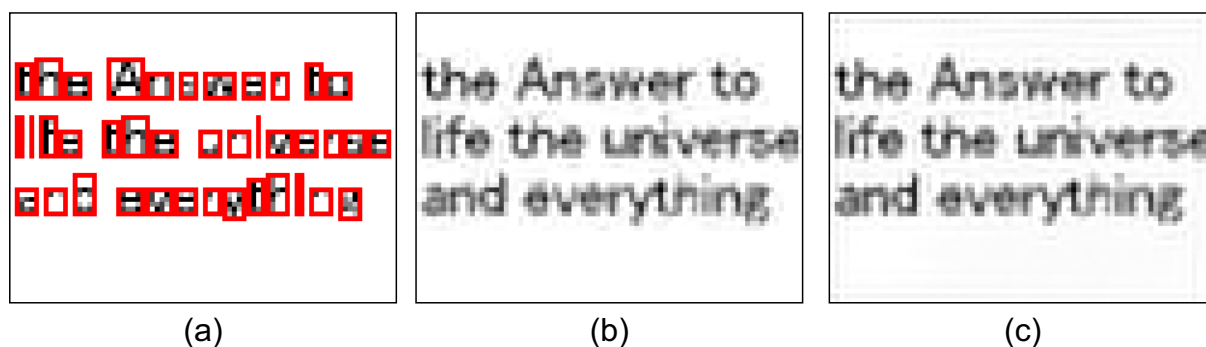 the Answer to
life the universe
and everything
(a)
the Answer to
life the universe
and everything
(b)
the Answer to
life the universe
and everything
(c)